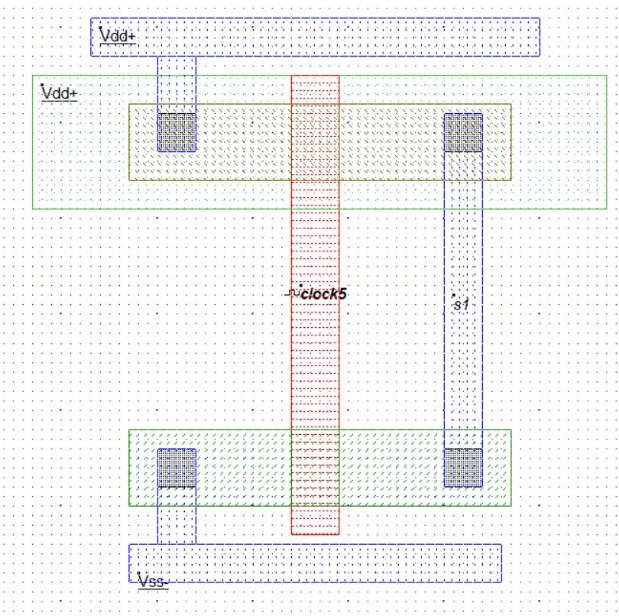 Vdd+
Vdd+
clock5
s1
Vss-